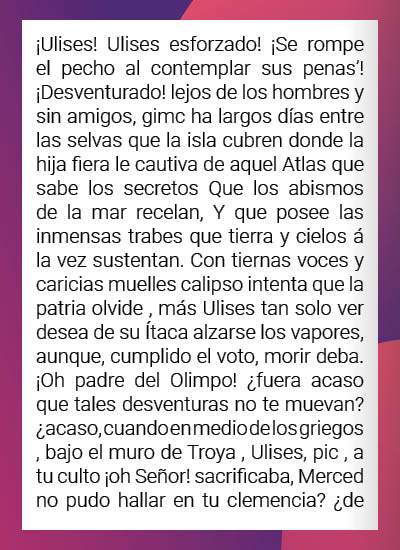 ¡Ulises! Ulises esforzado! ¡Se rompe
el pecho al contemplar sus penas’!
¡Desventurado! lejos de los hombres y
sin amigos, gimc ha largos días entre
las selvas que la isla cubren donde la
hija fiera le cautiva de aquel Atlas que
sabe los secretos Que los abismos
de la mar recelan, Y que posee las
inmensas trabes que tierra y cielos á
la vez sustentan. Con tiernas voces y
caricias muelles calipso intenta que la
patria olvide , más Ulises tan solo ver
desea de su Ítaca alzarse los vapores,
aunque, cumplido el voto, morir deba.
¡Oh padre del Olimpo! ¿fuera acaso
que tales desventuras no te muevan?
¿acaso, cuando en medio de los griegos
, bajo el muro de Troya , Ulises, pic , a
tu culto ¡oh Señor! sacrificaba, Merced
no pudo hallar en tu clemencia? ¿de